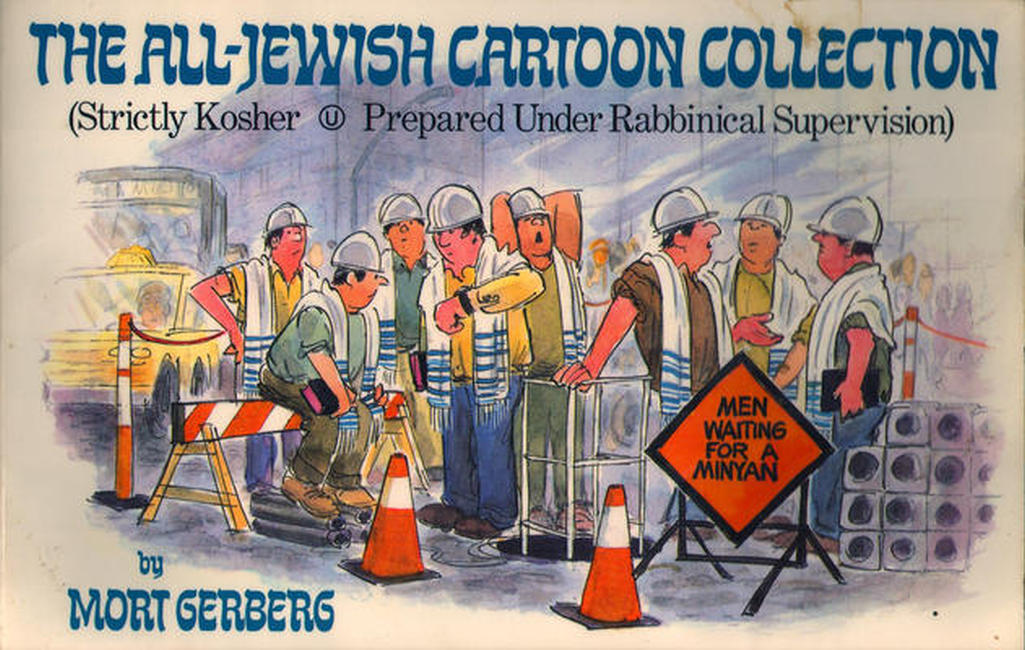 THE ALL-JEWISH CARTOON COLLECTION
(Strictly Kosher Ⓤ Prepared Under Rabbinical Supervision)
MEN
WAITING
FOR A
MINYAN
by
MORT GERBERG